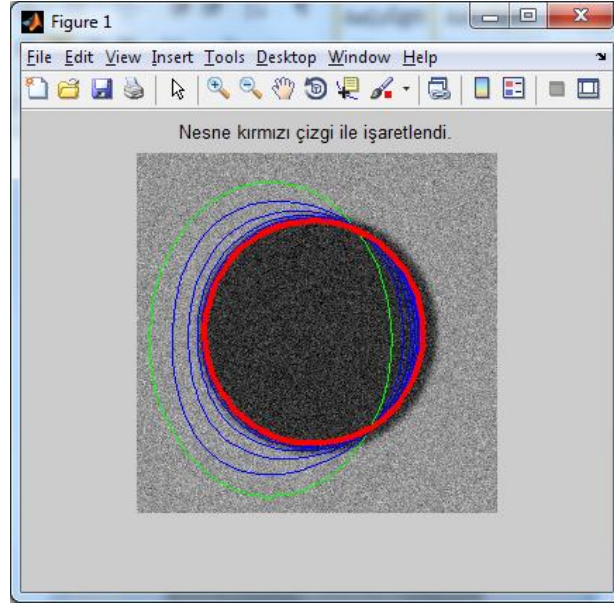 Figure 1
File Edit View Insert Tools Desktop Window Help
Nesne kırmızı çizgi ile işaretlendi.